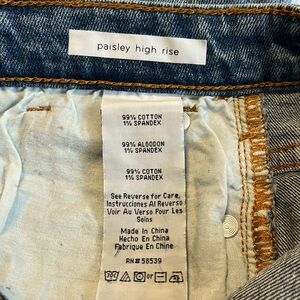 paisley high rise
99% COTTON
1% SPANDEX
99% ALGODON
1% SPANDEX
99% COTON
1% SPANDEX
See Reverse for Care
Instrucciones Al Reverso
Voir Au Verso Pour Les
Soins
Made In China
Hecho En China
Fabrique En Chine
RN# 58539
or